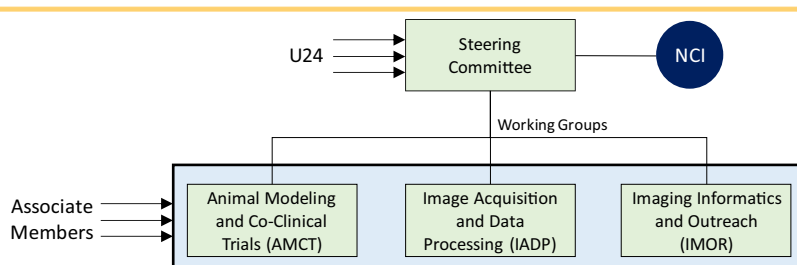 Steering
Committee
U24
NCI
Working Groups
Associate
Members
Animal Modeling
and Co-Clinical
Trials (AMCT)
Image Acquisition
and Data
Processing (IADP)
Imaging Informatics
and Outreach
(IMOR)